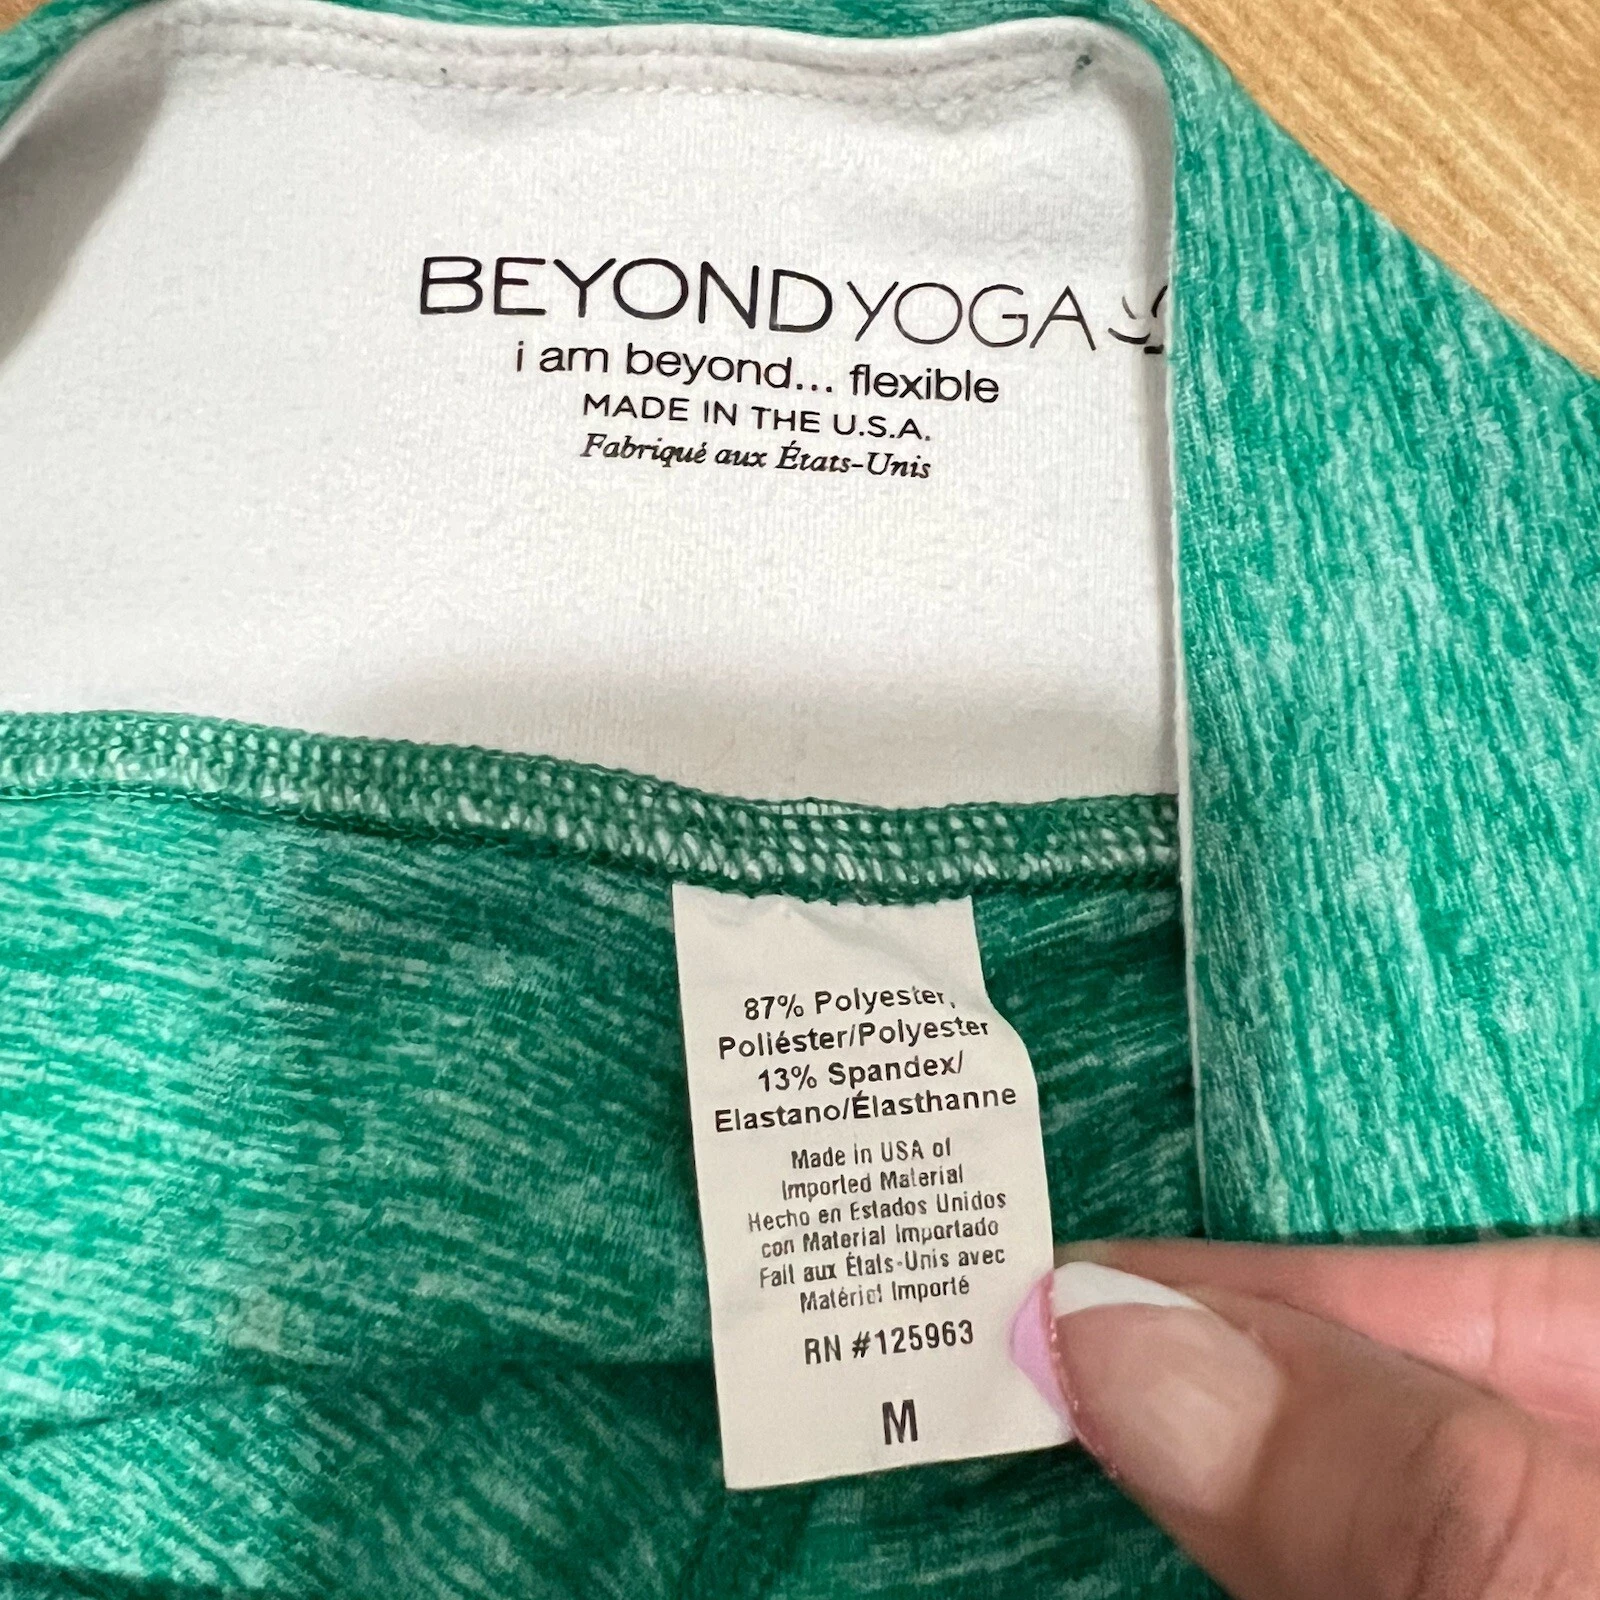 BEYONDYOGA
i am beyond... flexible
MADE IN THE U.S.A.
Fabriqué aux États-Unis
87% Polyester,
Poliéster/Polyester
13% Spandex/
Elastano/Élasthanne
Made in USA of
Imported Material
Hecho en Estados Unidos
con Material Importado
Fait aux États-Unis avec
Matériel Importé
RN #125963
M